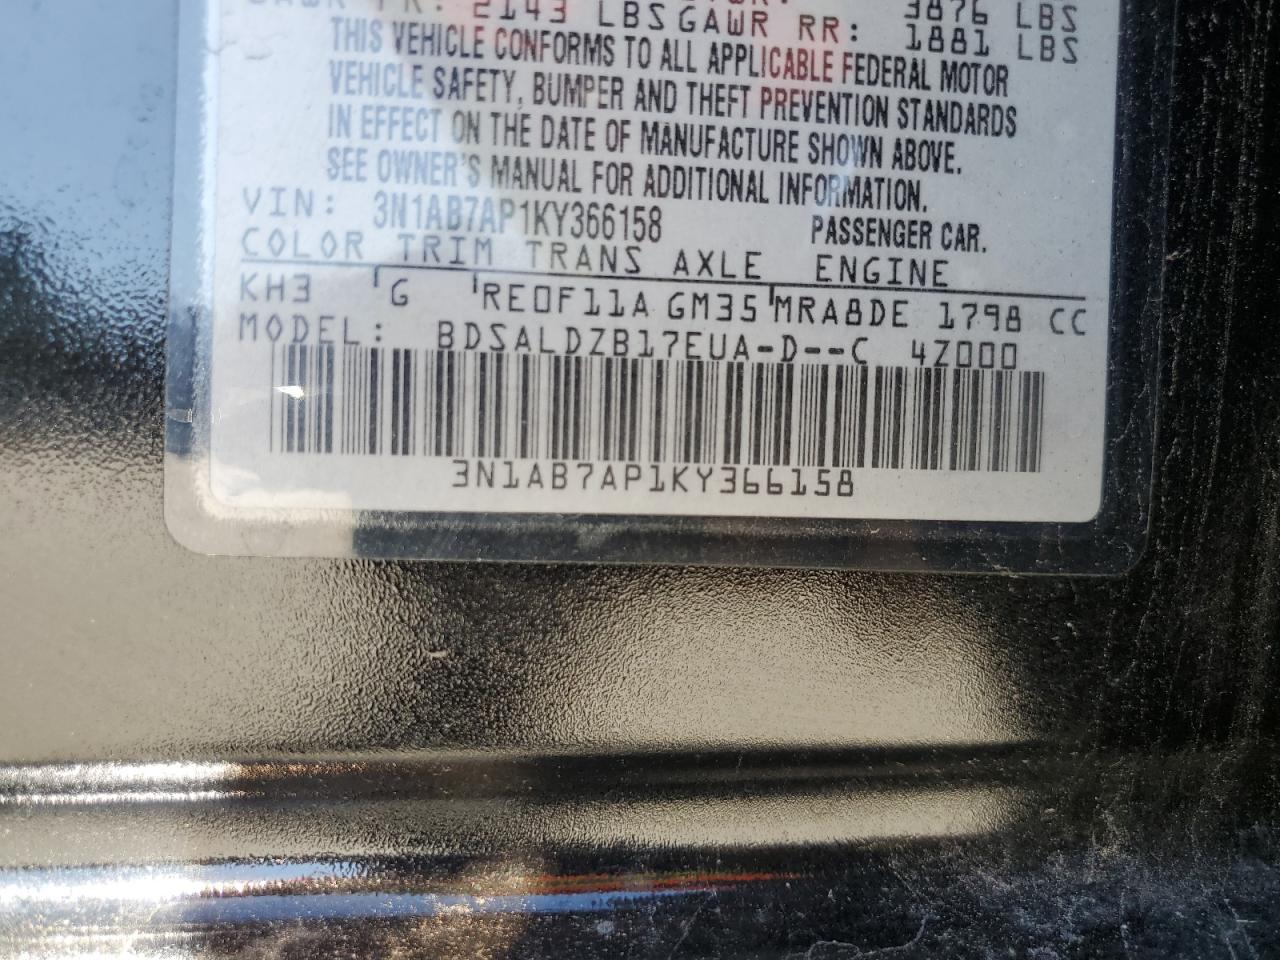 GAWR FR: 2143 LBS GAWR RR: 3876 LBS
1881 LBS
THIS VEHICLE CONFORMS TO ALL APPLICABLE FEDERAL MOTOR
VEHICLE SAFETY, BUMPER AND THEFT PREVENTION STANDARDS
IN EFFECT ON THE DATE OF MANUFACTURE SHOWN ABOVE.
SEE OWNER'S MANUAL FOR ADDITIONAL INFORMATION.
VIN: 3N1AB7AP1KY366158 PASSENGER CAR.
COLOR TRIM TRANS AXLE ENGINE
KH3 G RE0F11A GM35 MRA8DE 1798 CC
MODEL: BDSALDZB17EUA-D--C 4Z000
3N1AB7AP1KY366158